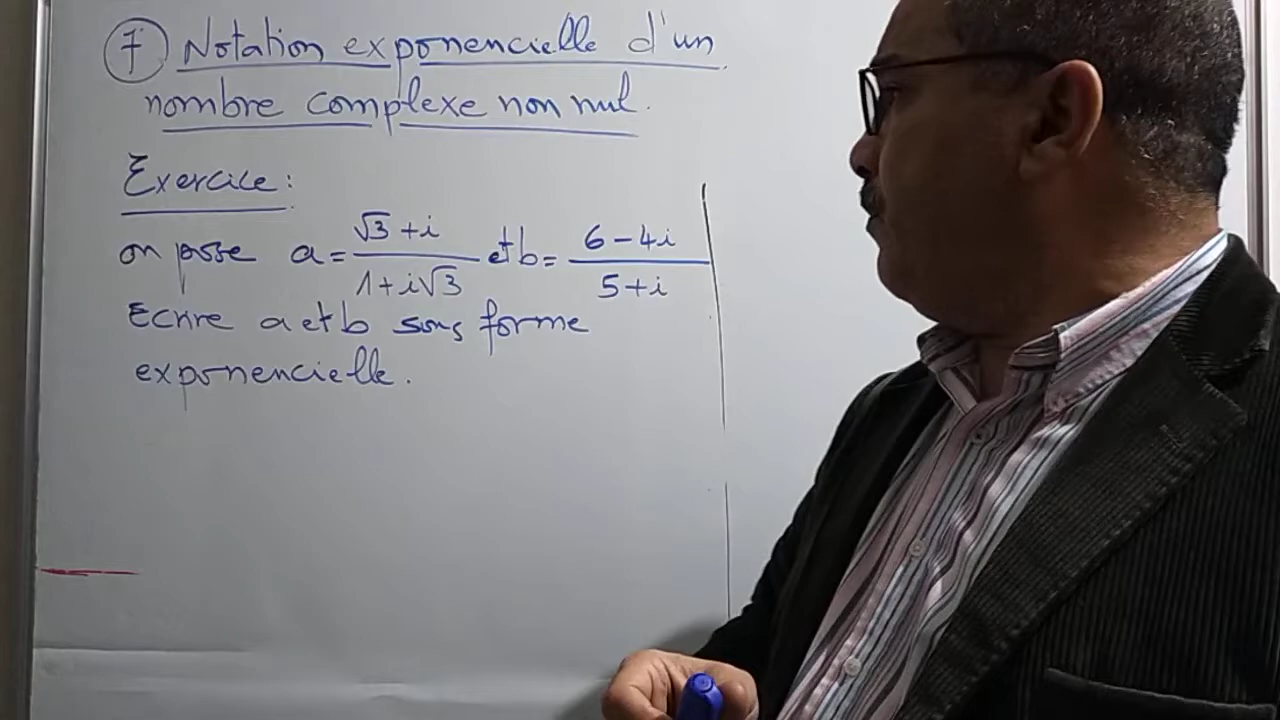 7 Notation exponencielle d'un
nombre complexe non nul.
Exercice :
on pose a = (√3 + i)/(1 + i√3) et b = (6 - 4i)/(5 + i)
Ecrire a et b sous forme
exponencielle.